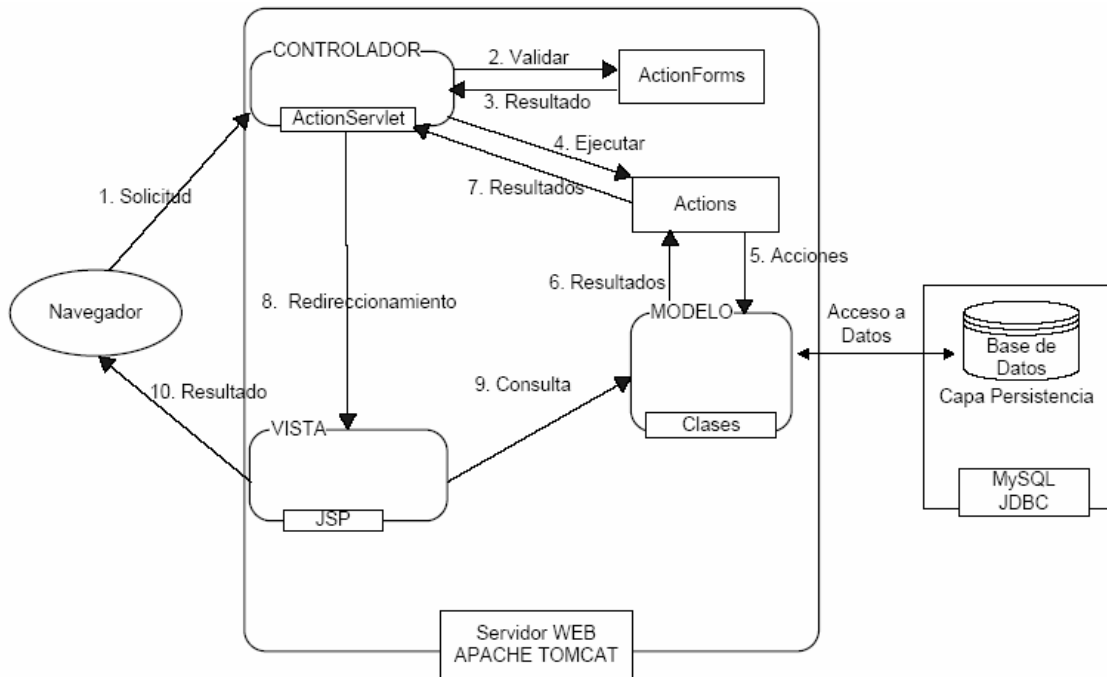 CONTROLADOR
ActionServlet
2. Validar
3. Resultado
ActionForms
4. Ejecutar
7. Resultados
Actions
1. Solicitud
5. Acciones
6. Resultados
8. Redireccionamiento
Navegador
MODELO
Clases
Acceso a
Datos
Base de
Datos
Capa Persistencia
MySQL
JDBC
10. Resultado
9. Consulta
VISTA
JSP
Servidor WEB
APACHE TOMCAT